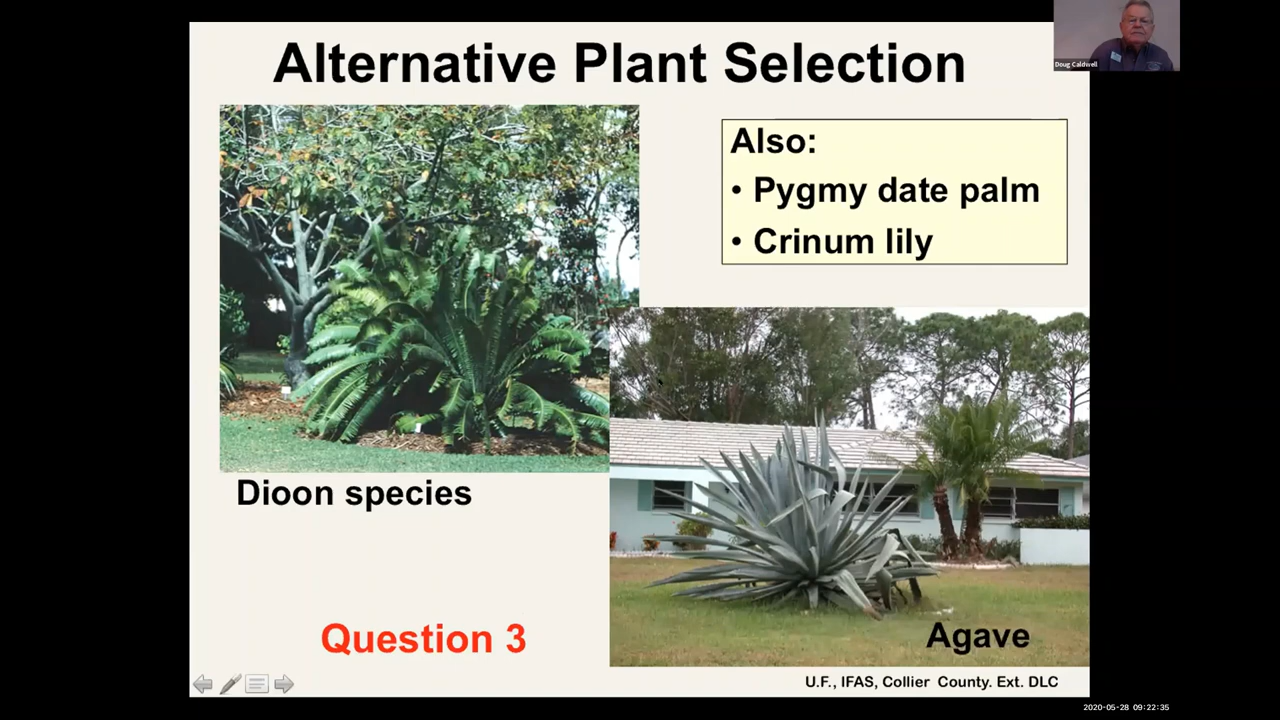 Alternative Plant Selection
Doug Caldwell
Also:
• Pygmy date palm
• Crinum lily
Dioon species
Agave
Question 3
U.F., IFAS, Collier County. Ext. DLC
2020-05-28 09:22:35